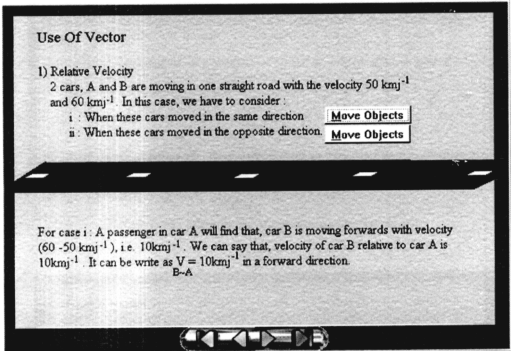 Use Of Vector
1) Relative Velocity
2 cars, A and B are moving in one straight road with the velocity 50 kmj⁻¹
and 60 kmj⁻¹. In this case, we have to consider :
i : When these cars moved in the same direction
Move Objects
ii : When these cars moved in the opposite direction.
Move Objects
For case i : A passenger in car A will find that, car B is moving forwards with velocity
(60 -50 kmj⁻¹), i.e. 10kmj⁻¹. We can say that, velocity of car B relative to car A is
10kmj⁻¹. It can be write as V = 10kmj⁻¹ in a forward direction.
B~A